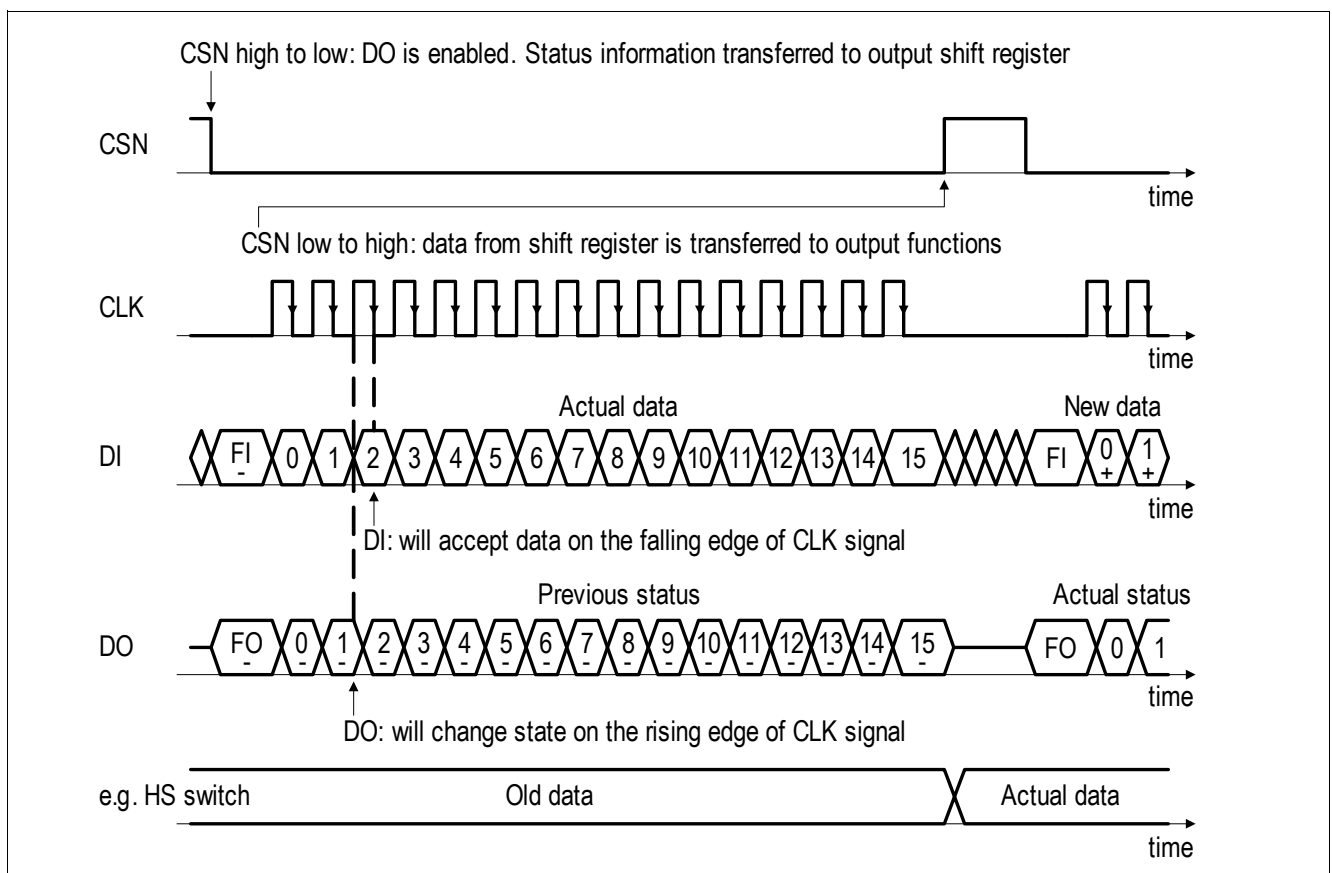 CSN high to low: DO is enabled. Status information transferred to output shift register
CSN
time
CSN low to high: data from shift register is transferred to output functions
CLK
time
Actual data New data
DI FI - 0 1 2 3 4 5 6 7 8 9 10 11 12 13 14 15 FI 0 + 1 +
time
DI: will accept data on the falling edge of CLK signal
Previous status Actual status
DO FO - 0 - 1 - 2 - 3 - 4 - 5 - 6 - 7 - 8 - 9 - 10 - 11 - 12 - 13 - 14 - 15 - FO 0 1
time
DO: will change state on the rising edge of CLK signal
e.g. HS switch Old data Actual data
time